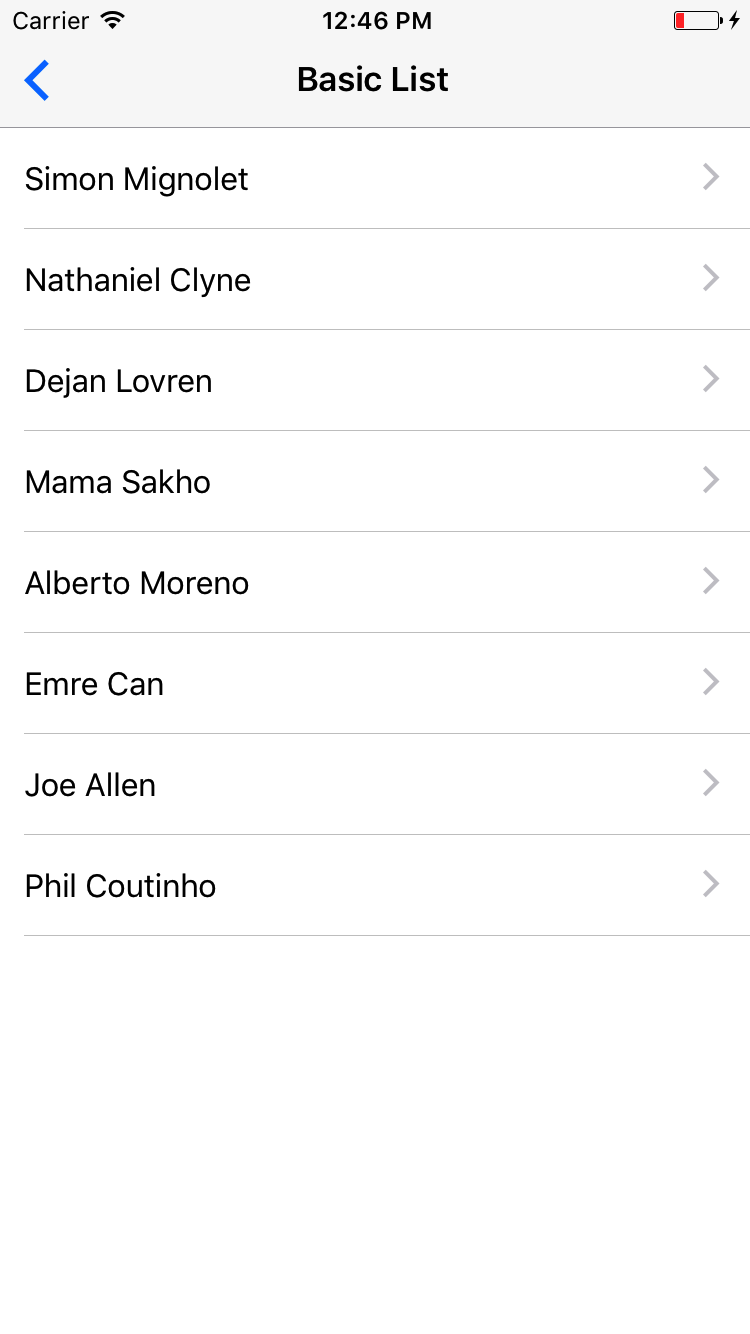 Carrier 12:46 PM
Basic List
Simon Mignolet
Nathaniel Clyne
Dejan Lovren
Mama Sakho
Alberto Moreno
Emre Can
Joe Allen
Phil Coutinho